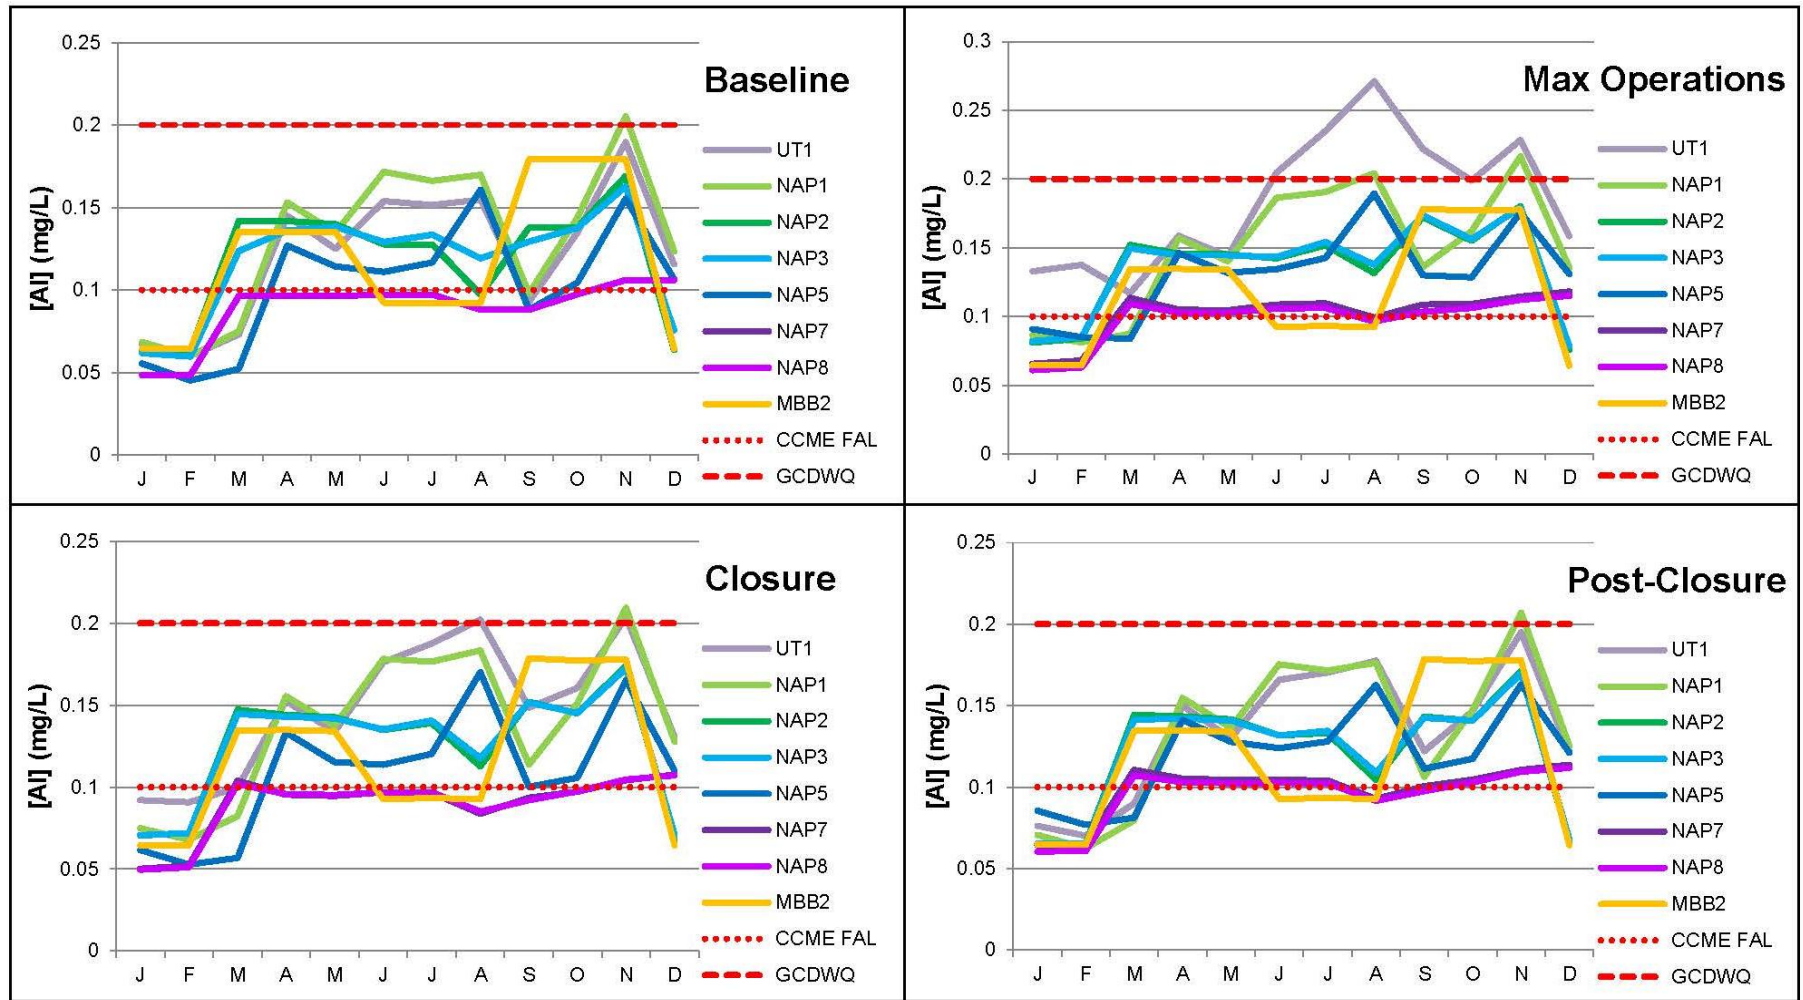 Baseline
[Al] (mg/L)
0.25
0.2
0.15
0.1
0.05
0
J F M A M J J A S O N D
UT1
NAP1
NAP2
NAP3
NAP5
NAP7
NAP8
MBB2
CCME FAL
GCDWQ
Max Operations
[Al] (mg/L)
0.3
0.25
0.2
0.15
0.1
0.05
0
J F M A M J J A S O N D
UT1
NAP1
NAP2
NAP3
NAP5
NAP7
NAP8
MBB2
CCME FAL
GCDWQ
Closure
[Al] (mg/L)
0.25
0.2
0.15
0.1
0.05
0
J F M A M J J A S O N D
UT1
NAP1
NAP2
NAP3
NAP5
NAP7
NAP8
MBB2
CCME FAL
GCDWQ
Post-Closure
[Al] (mg/L)
0.25
0.2
0.15
0.1
0.05
0
J F M A M J J A S O N D
UT1
NAP1
NAP2
NAP3
NAP5
NAP7
NAP8
MBB2
CCME FAL
GCDWQ